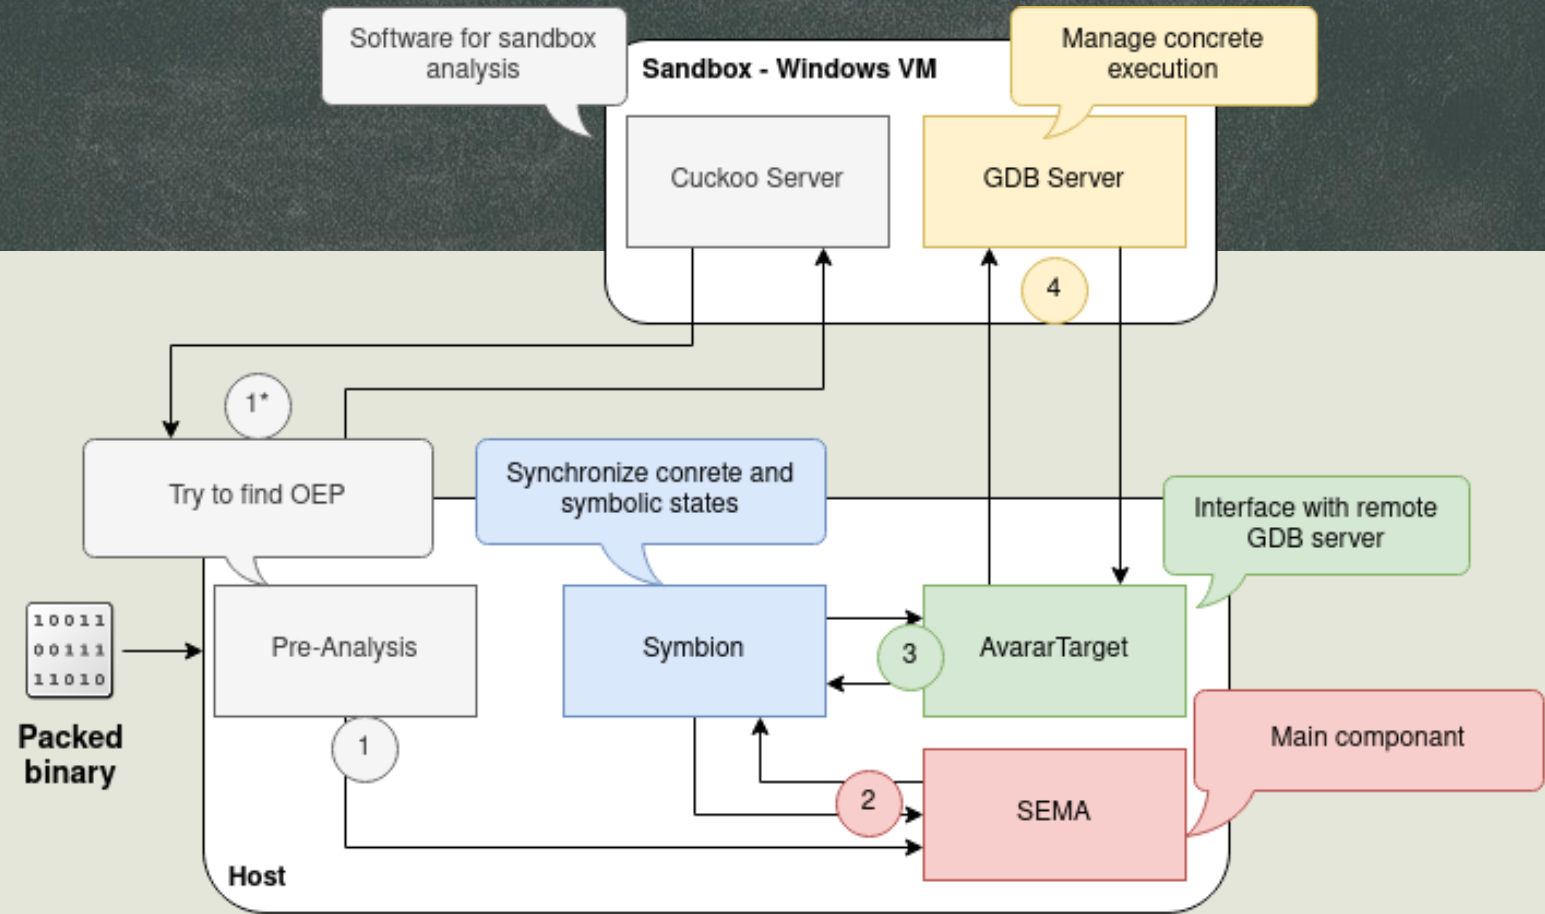 Software for sandbox
analysis
Sandbox - Windows VM
Manage concrete
execution
Cuckoo Server
GDB Server
4
1*
Try to find OEP
Synchronize conrete and
symbolic states
Interface with remote
GDB server
10011
00111
11010
Pre-Analysis
Symbion
3
AvararTarget
Packed
binary
1
2
SEMA
Main componant
Host